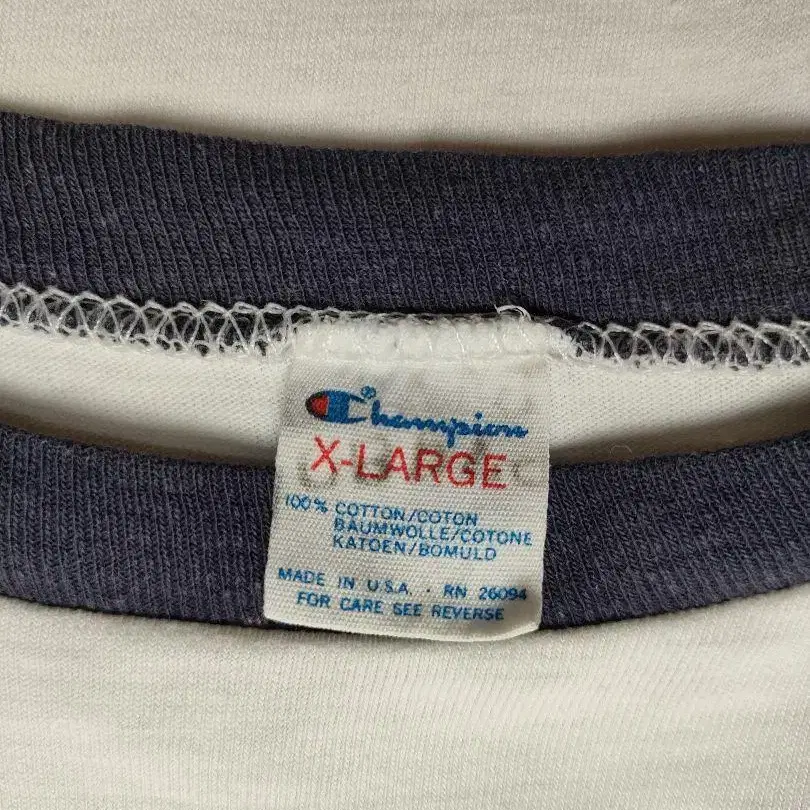 Champion®
X-LARGE
100% COTTON/COTON
BAUMWOLLE/COTONE
KATOEN/BOMULD
MADE IN U.S.A. · RN 26094
FOR CARE SEE REVERSE